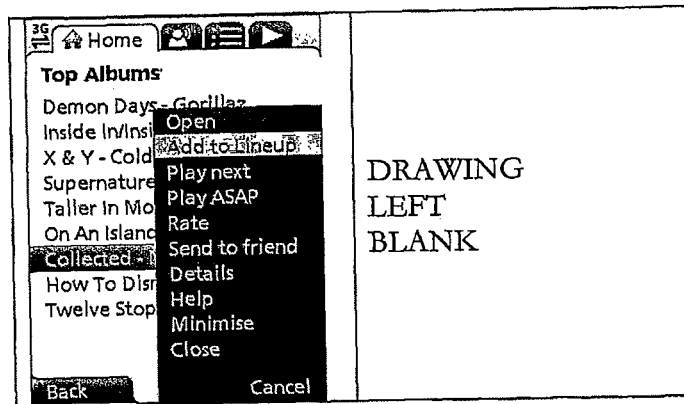 3G Home
Top Albums
Demon Days - Gorillaz
Inside In/Insi
X & Y - Cold
Supernature
Taller In Mo
On An Island
Collected -
How To Dism
Twelve Stop
Open
Add to Lineup
Play next
Play ASAP
Rate
Send to friend
Details
Help
Minimise
Close
Back
Cancel
DRAWING
LEFT
BLANK